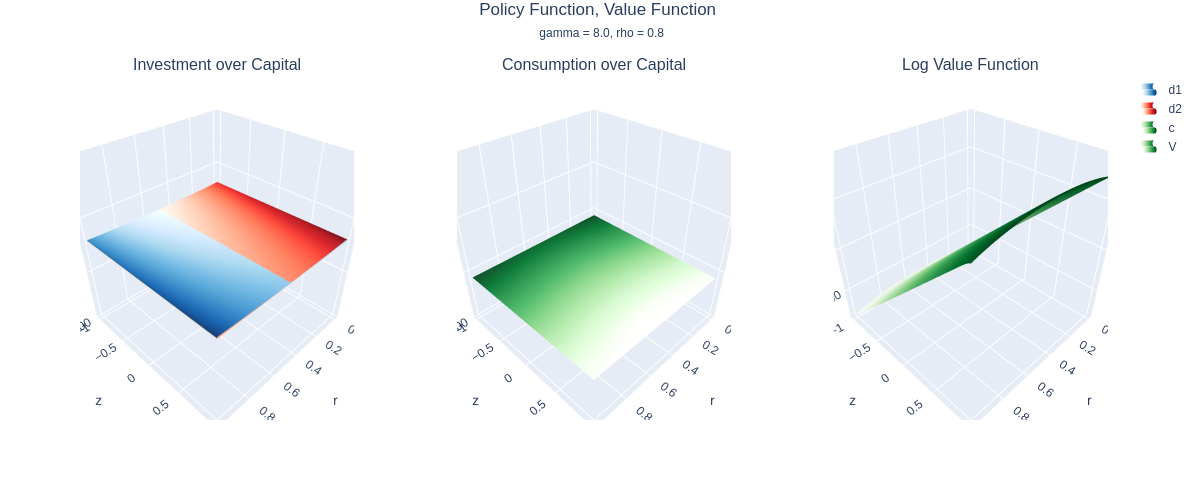 Policy Function, Value Function
gamma = 8.0, rho = 0.8
Investment over Capital
Consumption over Capital
Log Value Function
d1
d2
c
V
−0.5
0
0.5
z
0
0.2
0.4
0.6
0.8
r
−0.5
0
0.5
z
0
0.2
0.4
0.6
0.8
r
0
−1
−0.5
0
0.5
z
0
0.2
0.4
0.6
0.8
r